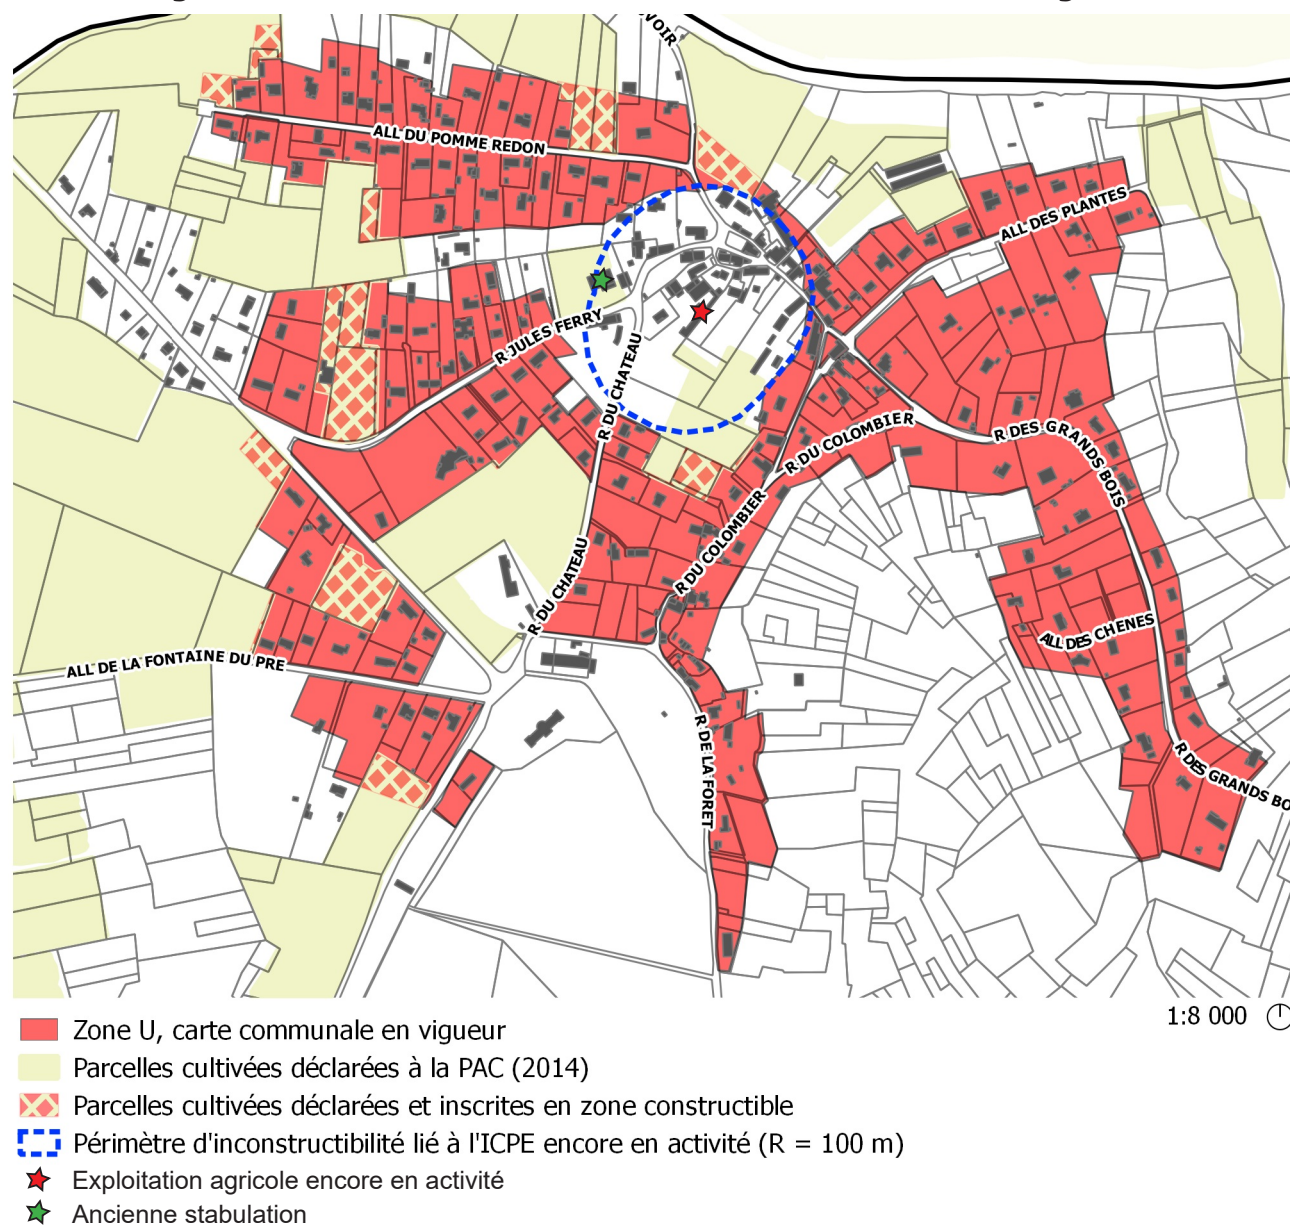 VOIR
ALL DU POMME REDON
ALL DES PLANTES
R JULES FERRY
R DU CHATEAU
R DU COLOMBIER
R DES GRANDS BOIS
R DU COLOMBIER
R DU CHATEAU
ALL DES CHENES
ALL DE LA FONTAINE DU PRE
R DE LA FORET
R DES GRANDS BO
1:8 000
Zone U, carte communale en vigueur
Parcelles cultivées déclarées à la PAC (2014)
Parcelles cultivées déclarées et inscrites en zone constructible
Périmètre d'inconstructibilité lié à l'ICPE encore en activité (R = 100 m)
Exploitation agricole encore en activité
Ancienne stabulation